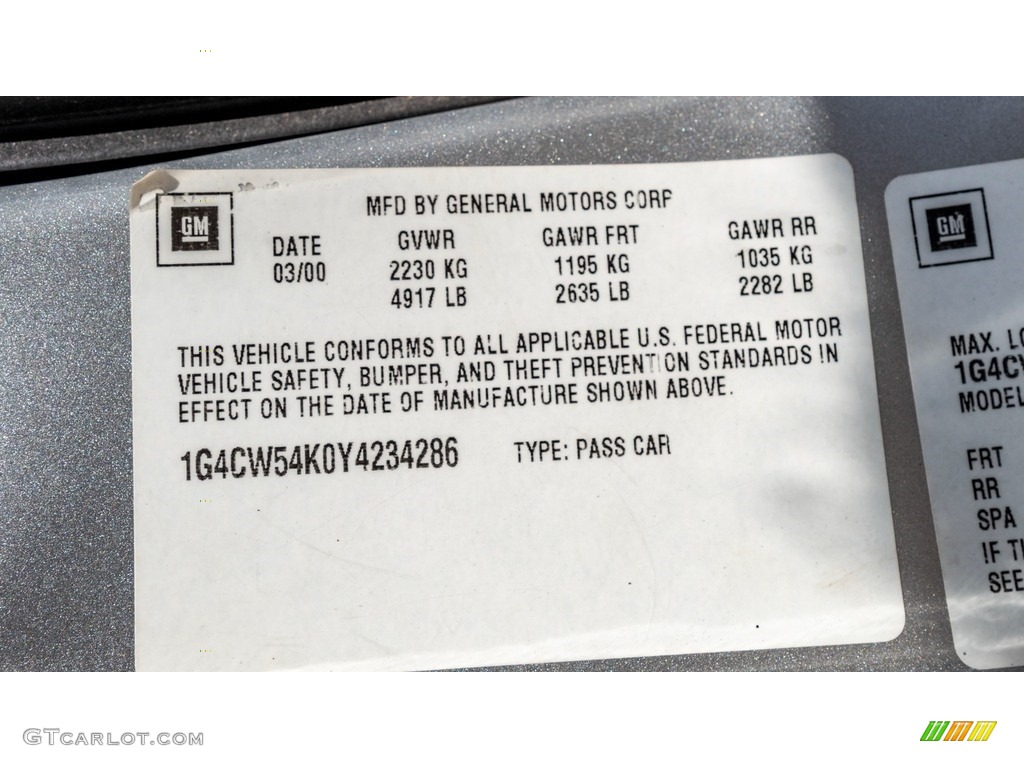 GM
MFD BY GENERAL MOTORS CORP
DATE GVWR GAWR FRT GAWR RR
03/00 2230 KG 1195 KG 1035 KG
4917 LB 2635 LB 2282 LB
THIS VEHICLE CONFORMS TO ALL APPLICABLE U.S. FEDERAL MOTOR
VEHICLE SAFETY, BUMPER, AND THEFT PREVENTION STANDARDS IN
EFFECT ON THE DATE OF MANUFACTURE SHOWN ABOVE.
1G4CW54K0Y4234286 TYPE: PASS CAR
GM
MAX. LO
1G4CW
MODEL
FRT
RR
SPA
IF TH
SEE
GTCARLOT.COM